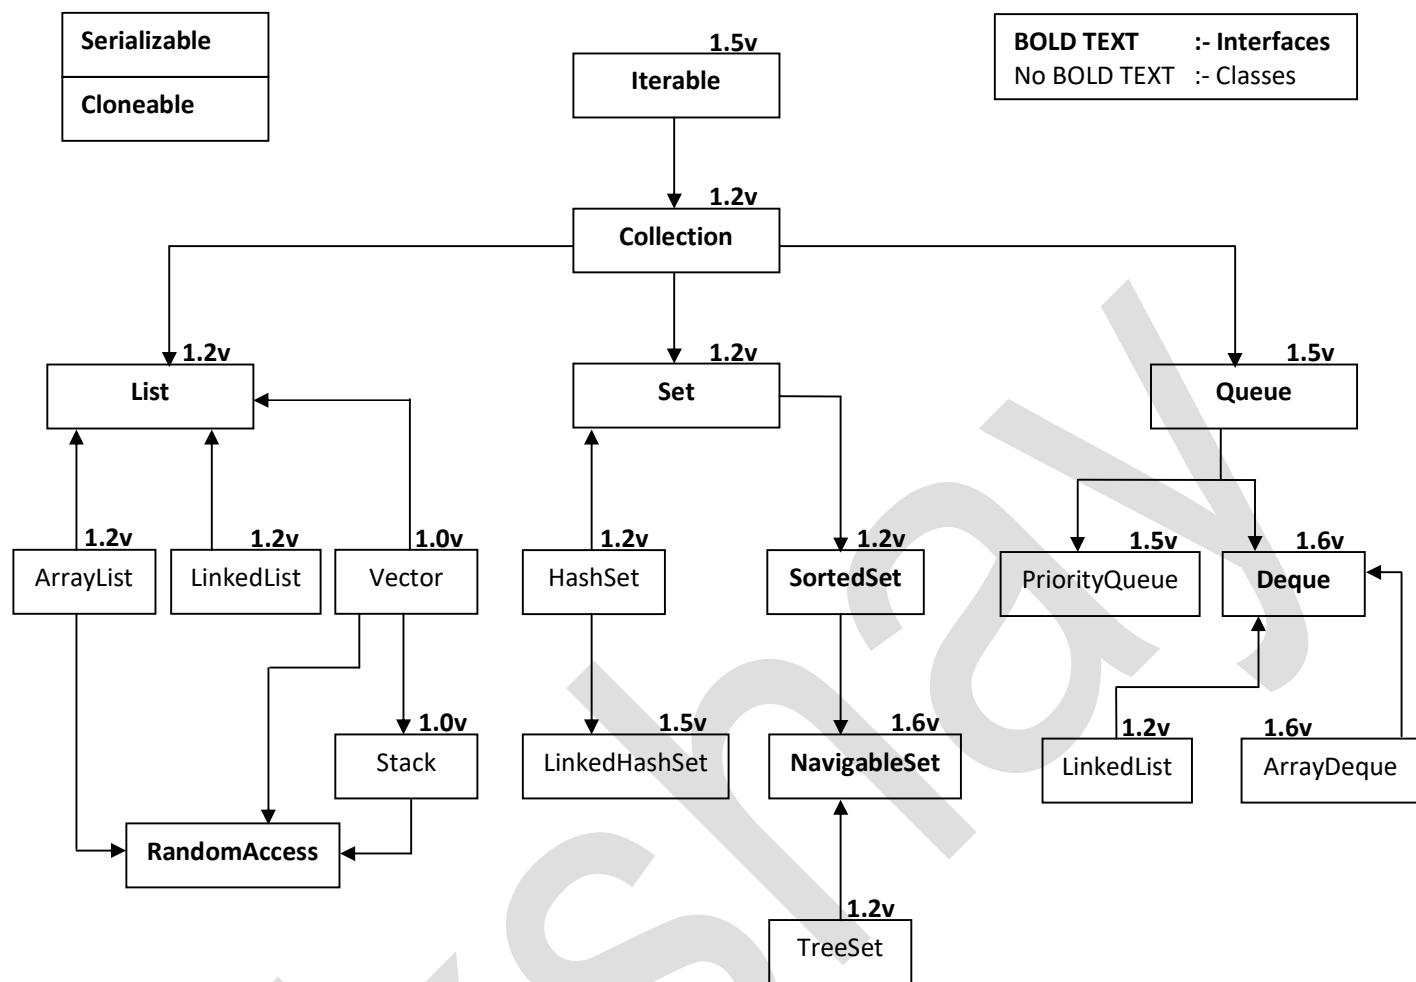 Serializable
Cloneable
1.5v
Iterable
BOLD TEXT :- Interfaces
No BOLD TEXT :- Classes
1.2v
Collection
1.2v
List
1.2v
Set
1.5v
Queue
1.2v
ArrayList
1.2v
LinkedList
1.0v
Vector
1.2v
HashSet
1.2v
SortedSet
1.5v
PriorityQueue
1.6v
Deque
1.0v
Stack
1.5v
LinkedHashSet
1.6v
NavigableSet
1.2v
LinkedList
1.6v
ArrayDeque
RandomAccess
1.2v
TreeSet